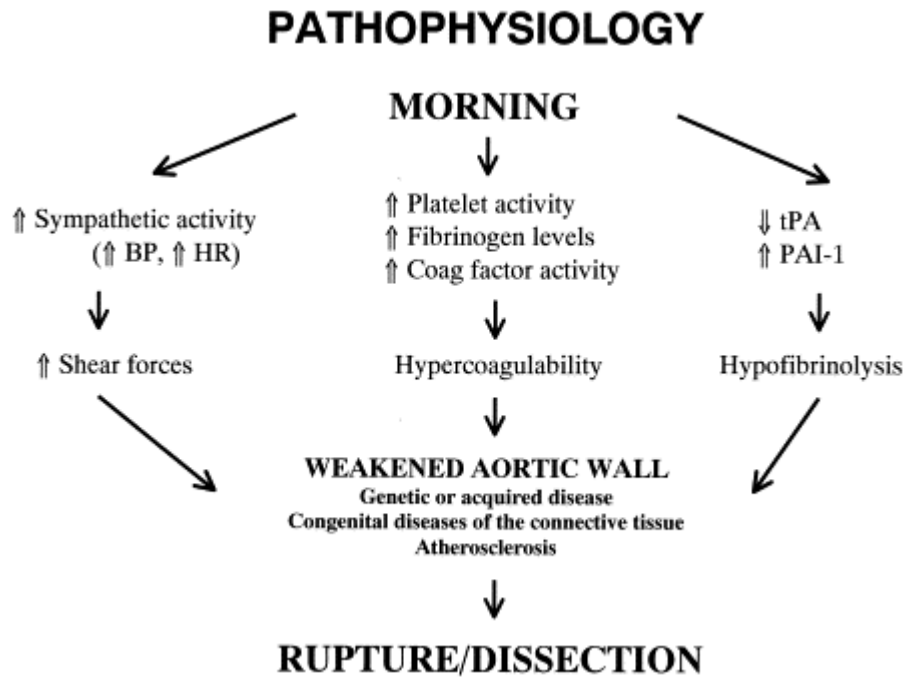 PATHOPHYSIOLOGY
MORNING
⇑ Sympathetic activity
(⇑ BP, ⇑ HR)
⇑ Platelet activity
⇑ Fibrinogen levels
⇑ Coag factor activity
⇓ tPA
⇑ PAI-1
⇑ Shear forces
Hypercoagulability
Hypofibrinolysis
WEAKENED AORTIC WALL
Genetic or acquired disease
Congenital diseases of the connective tissue
Atherosclerosis
RUPTURE/DISSECTION